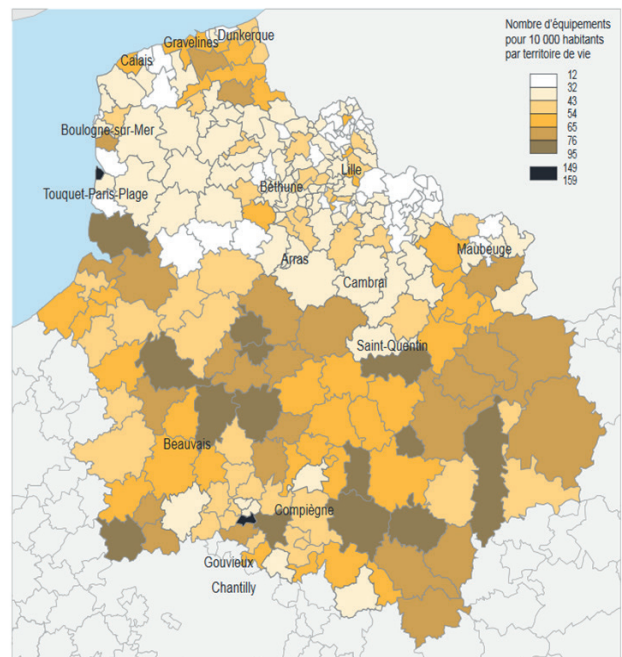 Nombre d'équipements
pour 10 000 habitants
par territoire de vie
12
32
43
54
65
76
95
149
159
Dunkerque
Gravelines
Calais
Boulogne-sur-Mer
Lille
Touquet-Paris-Plage
Béthune
Maubeuge
Arras
Cambrai
Saint-Quentin
Beauvais
Compiègne
Gouvieux
Chantilly